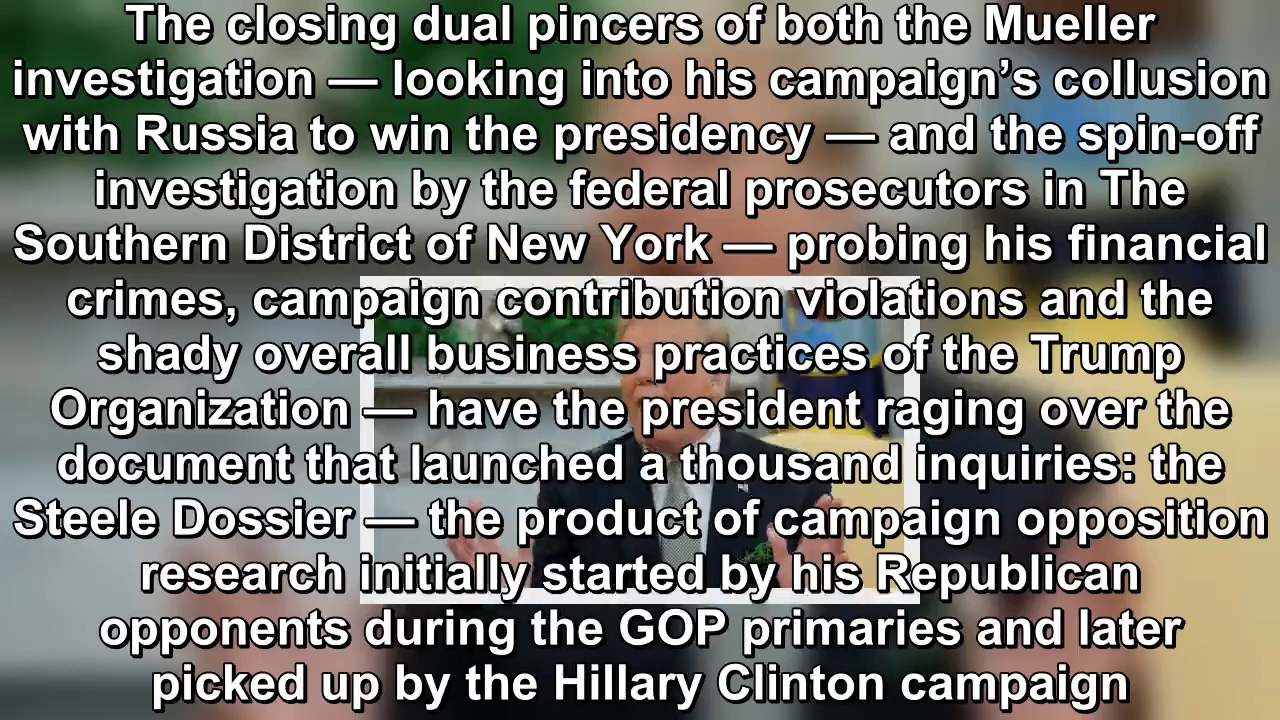 The closing dual pincers of both the Mueller
investigation — looking into his campaign’s collusion
with Russia to win the presidency — and the spin-off
investigation by the federal prosecutors in The
Southern District of New York — probing his financial
crimes, campaign contribution violations and the
shady overall business practices of the Trump
Organization — have the president raging over the
document that launched a thousand inquiries: the
Steele Dossier — the product of campaign opposition
research initially started by his Republican
opponents during the GOP primaries and later
picked up by the Hillary Clinton campaign